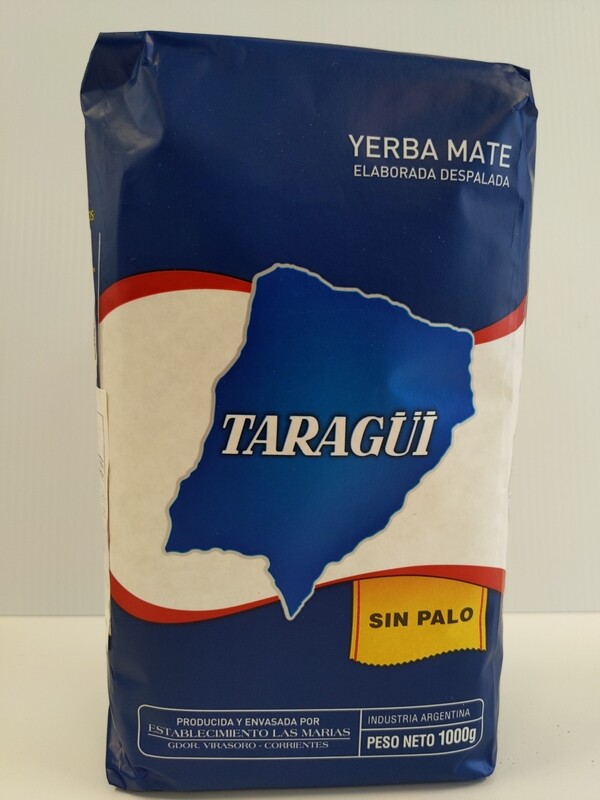 YERBA MATE
ELABORADA DESPALADA
TARAGÜÏ
SIN PALO
PRODUCIDA Y ENVASADA POR
ESTABLECIMIENTO LAS MARIAS
GDOR. VIRASORO - CORRIENTES
INDUSTRIA ARGENTINA
PESO NETO 1000g